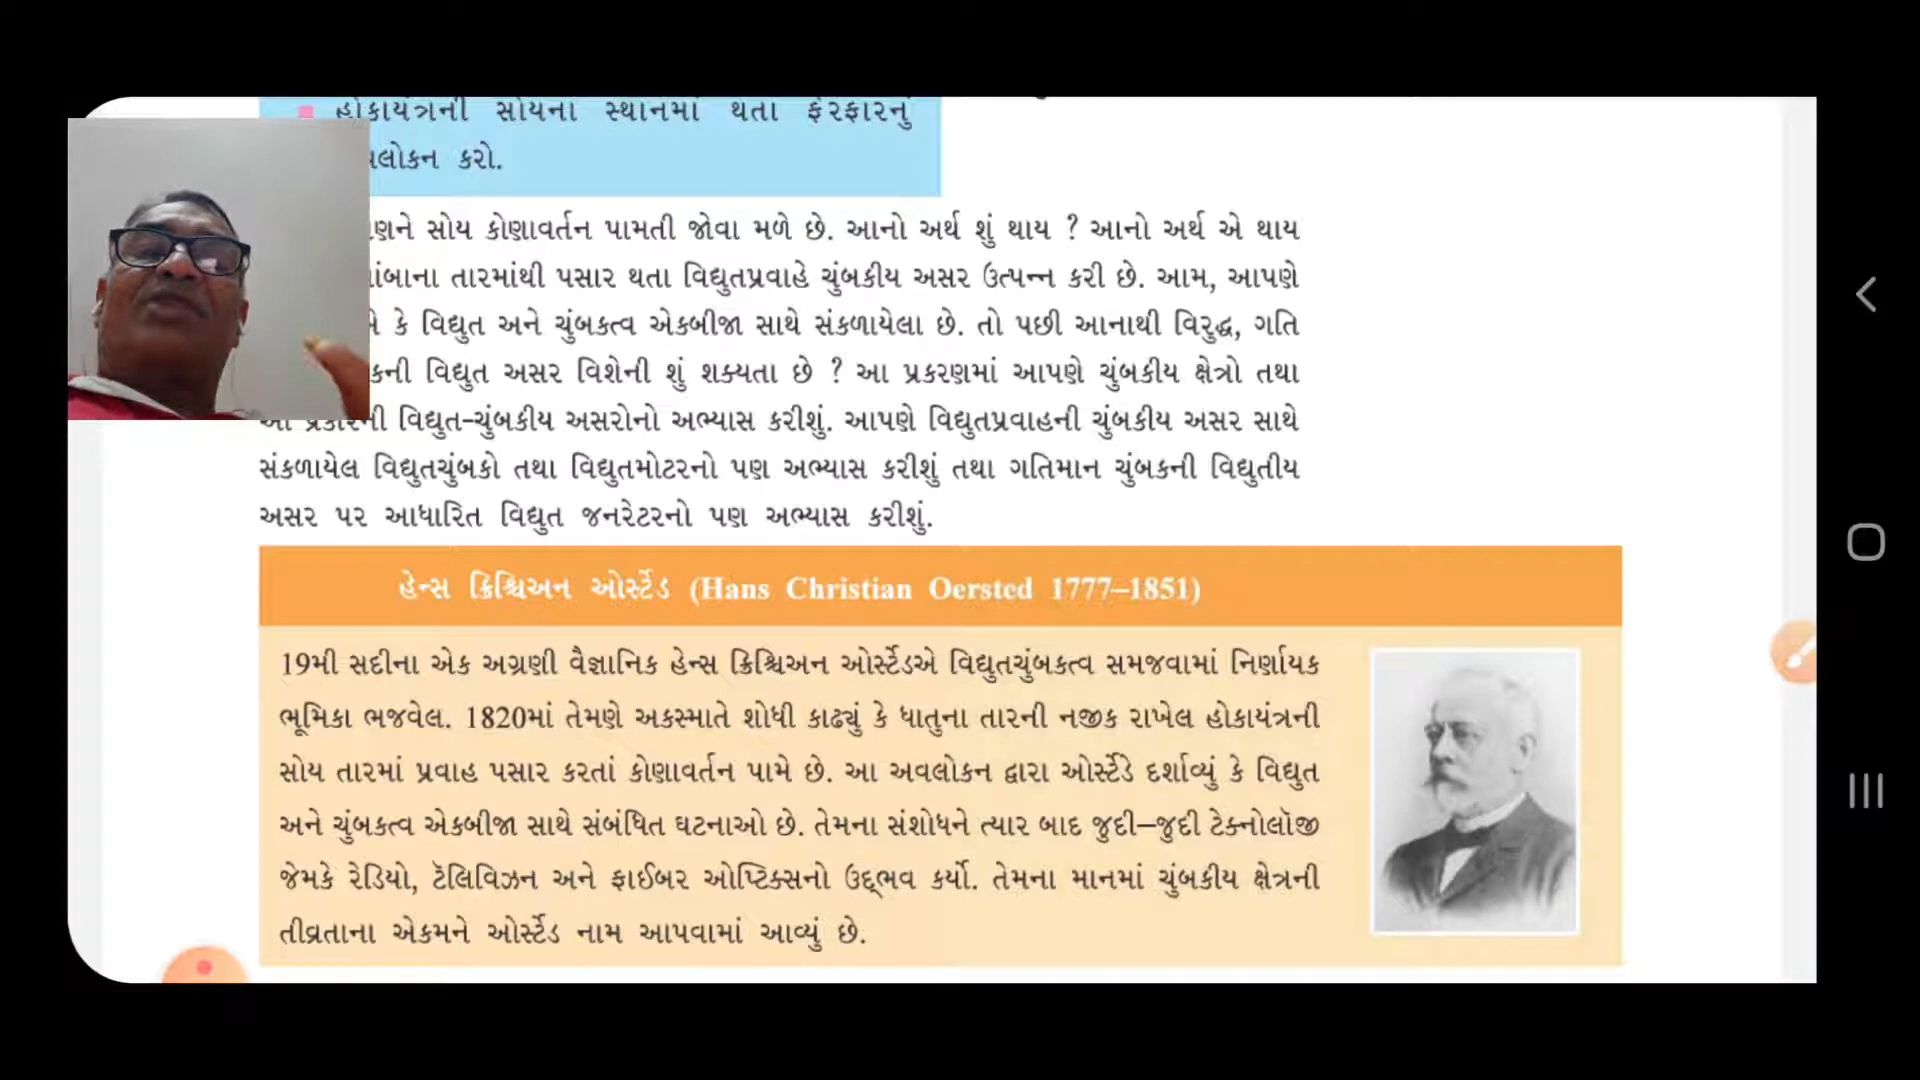 હોકાયંત્રની સોયના સ્થાનમાં થતા ફેરફારનું
કરો.
સોય કોણાવર્તન પામતી જોવા મળે છે. આનો અર્થ શું થાય ? આનો અર્થ એ થાય
તારમાંથી પસાર થતા વિદ્યુતપ્રવાહે ચુંબકીય અસર ઉત્પન્ન કરી છે. આમ, આપણે
કે વિદ્યુત અને ચુંબકત્વ એકબીજા સાથે સંકળાયેલા છે. તો પછી આનાથી વિરુદ્ધ, ગતિ
વિદ્યુત અસર વિશેની શું શક્યતા છે ? આ પ્રકરણમાં આપણે ચુંબકીય ક્ષેત્રો તથા
આ પ્રકારની વિદ્યુત-ચુંબકીય અસરોનો અભ્યાસ કરીશું. આપણે વિદ્યુતપ્રવાહની ચુંબકીય અસર સાથે
સંકળાયેલ વિદ્યુતચુંબકો તથા વિદ્યુતમોટરનો પણ અભ્યાસ કરીશું તથા ગતિમાન ચુંબકની વિદ્યુતીય
અસર પર આધારિત વિદ્યુત જનરેટરનો પણ અભ્યાસ કરીશું.
હેન્સ ક્રિશ્ચિઅન ઓર્સ્ટેડ (Hans Christian Oersted 1777–1851)
19મી સદીના એક અગ્રણી વૈજ્ઞાનિક હેન્સ ક્રિશ્ચિઅન ઓર્સ્ટેડએ વિદ્યુતચુંબકત્વ સમજવામાં નિર્ણાયક
ભૂમિકા ભજવેલ. 1820માં તેમણે અકસ્માતે શોધી કાઢ્યું કે ધાતુના તારની નજીક રાખેલ હોકાયંત્રની
સોય તારમાં પ્રવાહ પસાર કરતાં કોણાવર્તન પામે છે. આ અવલોકન દ્વારા ઓર્સ્ટેડે દર્શાવ્યું કે વિદ્યુત
અને ચુંબકત્વ એકબીજા સાથે સંબંધિત ઘટનાઓ છે. તેમના સંશોધને ત્યાર બાદ જુદી–જુદી ટેક્નોલૉજી
જેમકે રેડિયો, ટૅલિવિઝન અને ફાઈબર ઓપ્ટિક્સનો ઉદ્ભવ કર્યો. તેમના માનમાં ચુંબકીય ક્ષેત્રની
તીવ્રતાના એકમને ઓર્સ્ટેડ નામ આપવામાં આવ્યું છે.